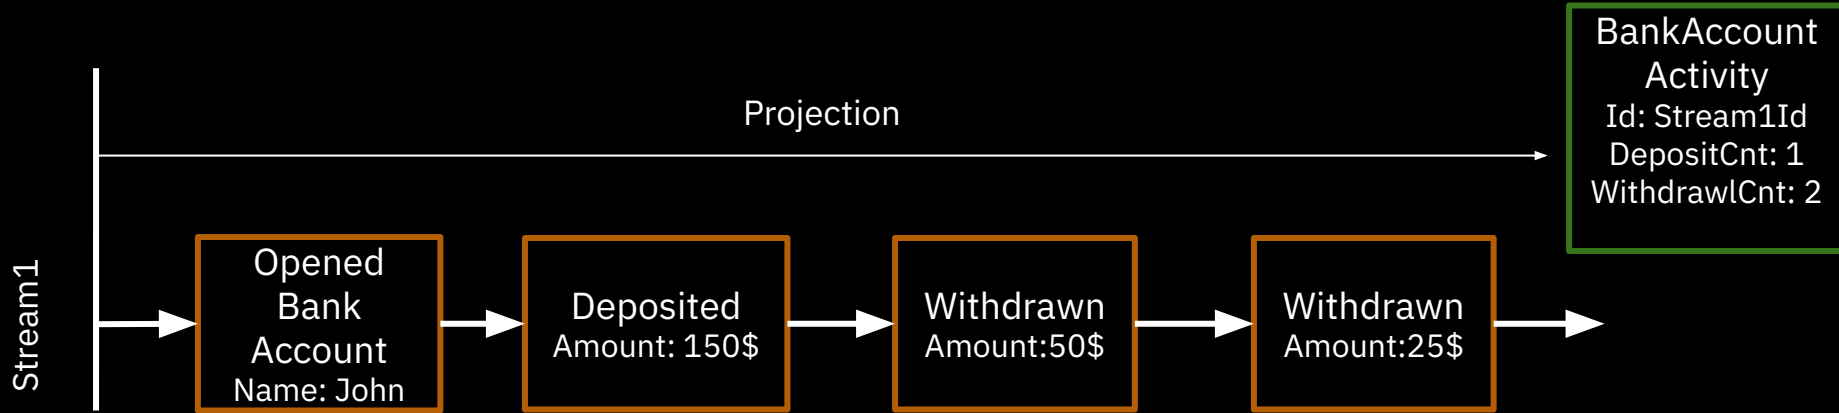 BankAccount
Activity
Id: Stream1Id
DepositCnt: 1
WithdrawlCnt: 2
Projection
Stream1
Opened
Bank
Account
Name: John
Deposited
Amount: 150$
Withdrawn
Amount:50$
Withdrawn
Amount:25$